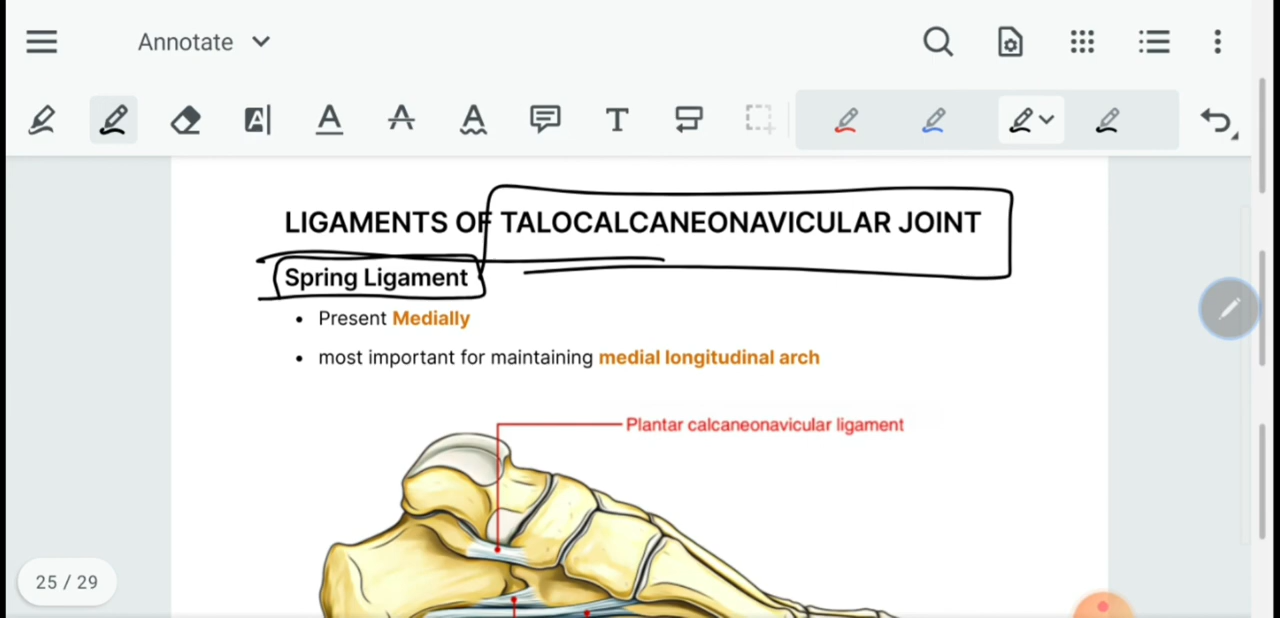 Annotate
LIGAMENTS OF TALOCALCANEONAVICULAR JOINT
Spring Ligament
• Present Medially
• most important for maintaining medial longitudinal arch
Plantar calcaneonavicular ligament
25 / 29